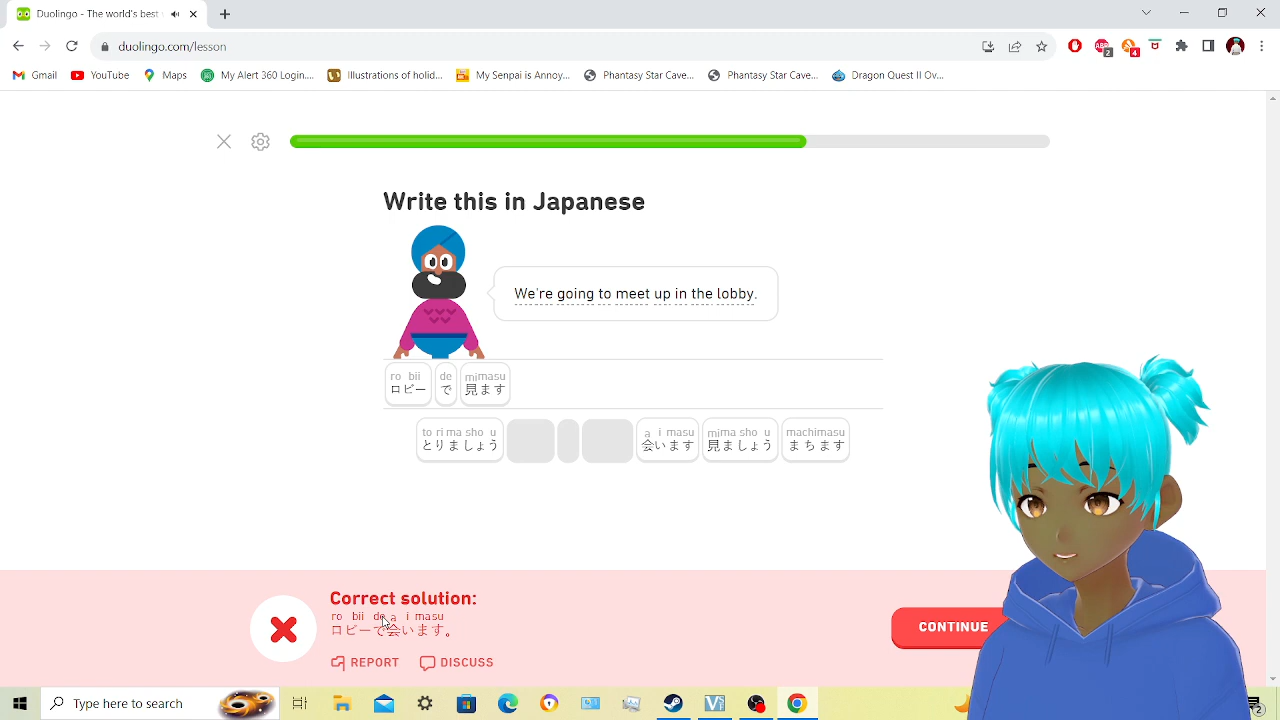 Duolingo - The world's best
duolingo.com/lesson
2
4
Gmail
YouTube
Maps
My Alert 360 Login....
Illustrations of holid...
My Senpai is Annoy...
Phantasy Star Cave...
Phantasy Star Cave...
Dragon Quest II Ov...
Write this in Japanese
We're going to meet up in the lobby.
ro bii de mimasu
ロビー で 見ます
to ri ma sho u a i masu mima sho u machimasu
とりましょう 会います 見ましょう まちます
Correct solution:
ro bii de a i masu
ロビーで会います。
REPORT DISCUSS
CONTINUE
Type here to search
2